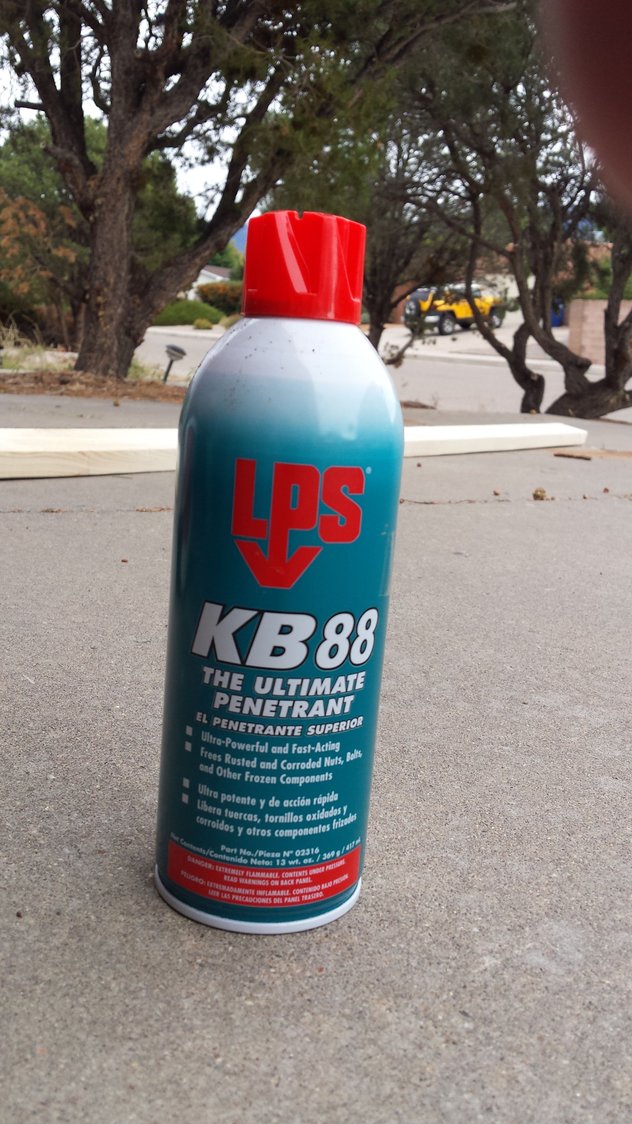 LPS®
KB 88
THE ULTIMATE
PENETRANT
EL PENETRANTE SUPERIOR
Ultra-Powerful and Fast-Acting
Frees Rusted and Corroded Nuts, Bolts,
and Other Frozen Components
Ultra potente y de acción rápida
Libera tuercas, tornillos oxidados y
corroídos y otros componentes frizados
Part No./Pieza Nº 02316
Net Contents/Contenido Neto: 13 wt. oz. / 369 g / 417 mL
DANGER: EXTREMELY FLAMMABLE. CONTENTS UNDER PRESSURE.
READ WARNINGS ON BACK PANEL.
PELIGRO: EXTREMADAMENTE INFLAMABLE. CONTENIDO BAJO PRESIÓN.
LEER LAS PRECAUCIONES DEL PANEL TRASERO.